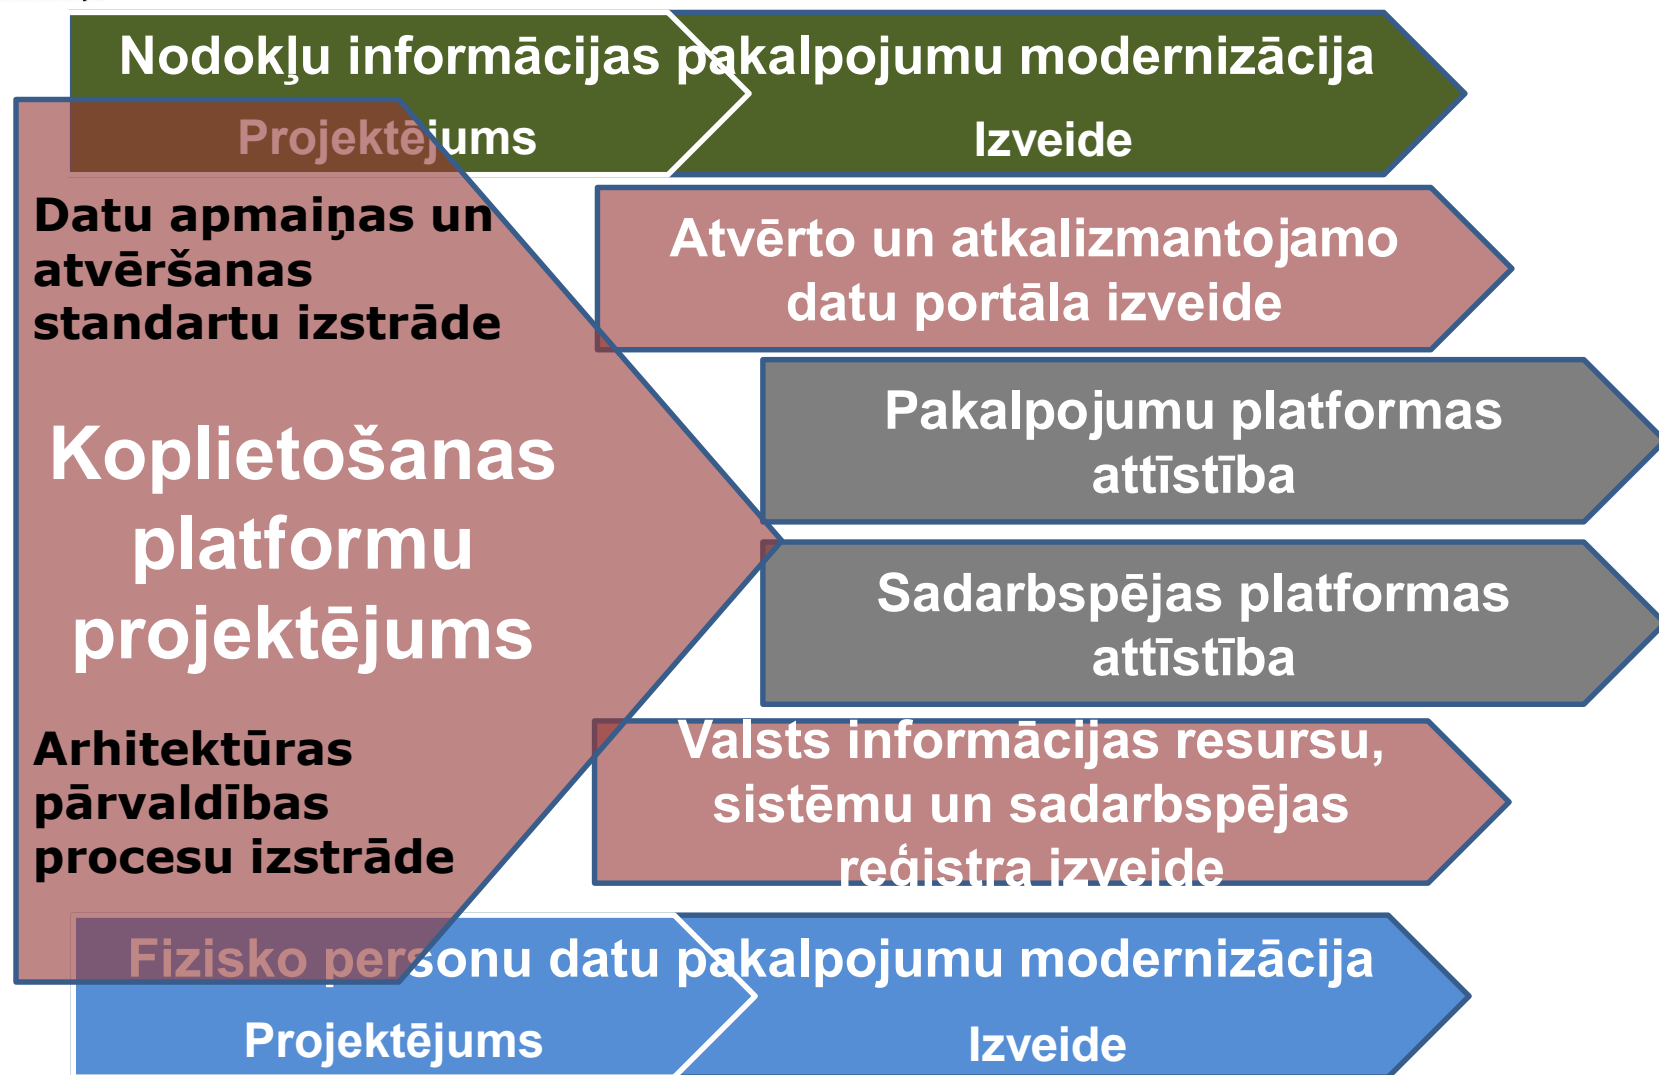 Nodokļu informācijas pakalpojumu modernizācija
Projektējums
Izveide
Datu apmaiņas un
atvēršanas
standartu izstrāde
Koplietošanas
platformu
projektējums
Arhitektūras
pārvaldības
procesu izstrāde
Atvērto un atkalizmantojamo
datu portāla izveide
Pakalpojumu platformas
attīstība
Sadarbspējas platformas
attīstība
Valsts informācijas resursu,
sistēmu un sadarbspējas
reģistra izveide
Fizisko personu datu pakalpojumu modernizācija
Projektējums
Izveide